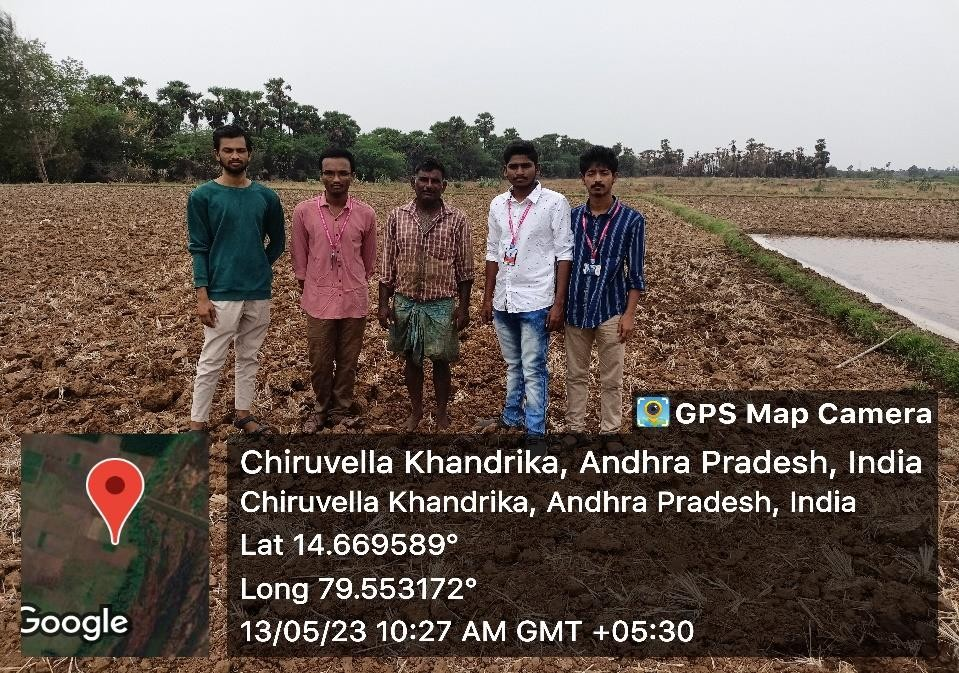 GPS Map Camera
Chiruvella Khandrika, Andhra Pradesh, India
Chiruvella Khandrika, Andhra Pradesh, India
Lat 14.669589°
Long 79.553172°
13/05/23 10:27 AM GMT +05:30
Google